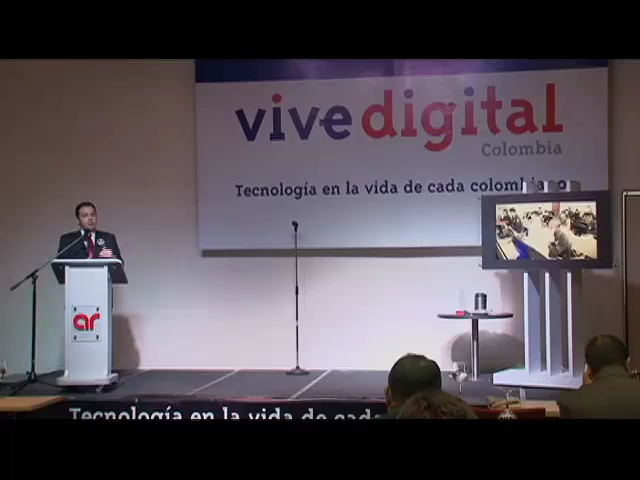 vive digital
Colombia
Tecnología en la vida de cada colombiano
ar
Tecnología en la vida de cada